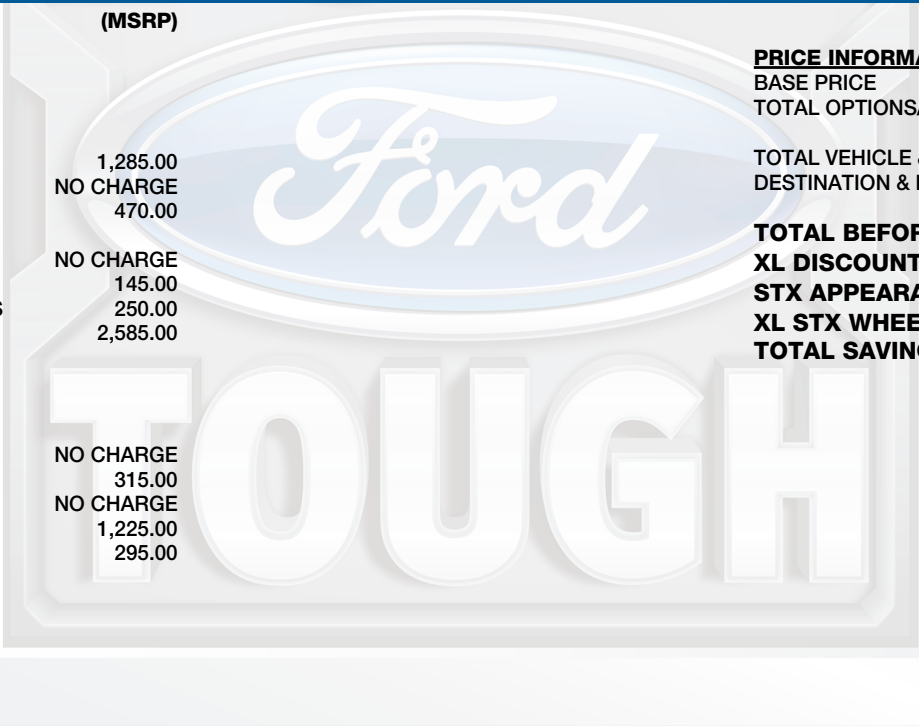 (MSRP)
1,285.00
NO CHARGE
470.00
NO CHARGE
145.00
250.00
2,585.00
NO CHARGE
315.00
NO CHARGE
1,225.00
295.00
Ford
TOUGH
PRICE INFORMA
BASE PRICE
TOTAL OPTIONS
TOTAL VEHICLE &
DESTINATION &
TOTAL BEFOR
XL DISCOUNT
STX APPEARA
XL STX WHEE
TOTAL SAVIN